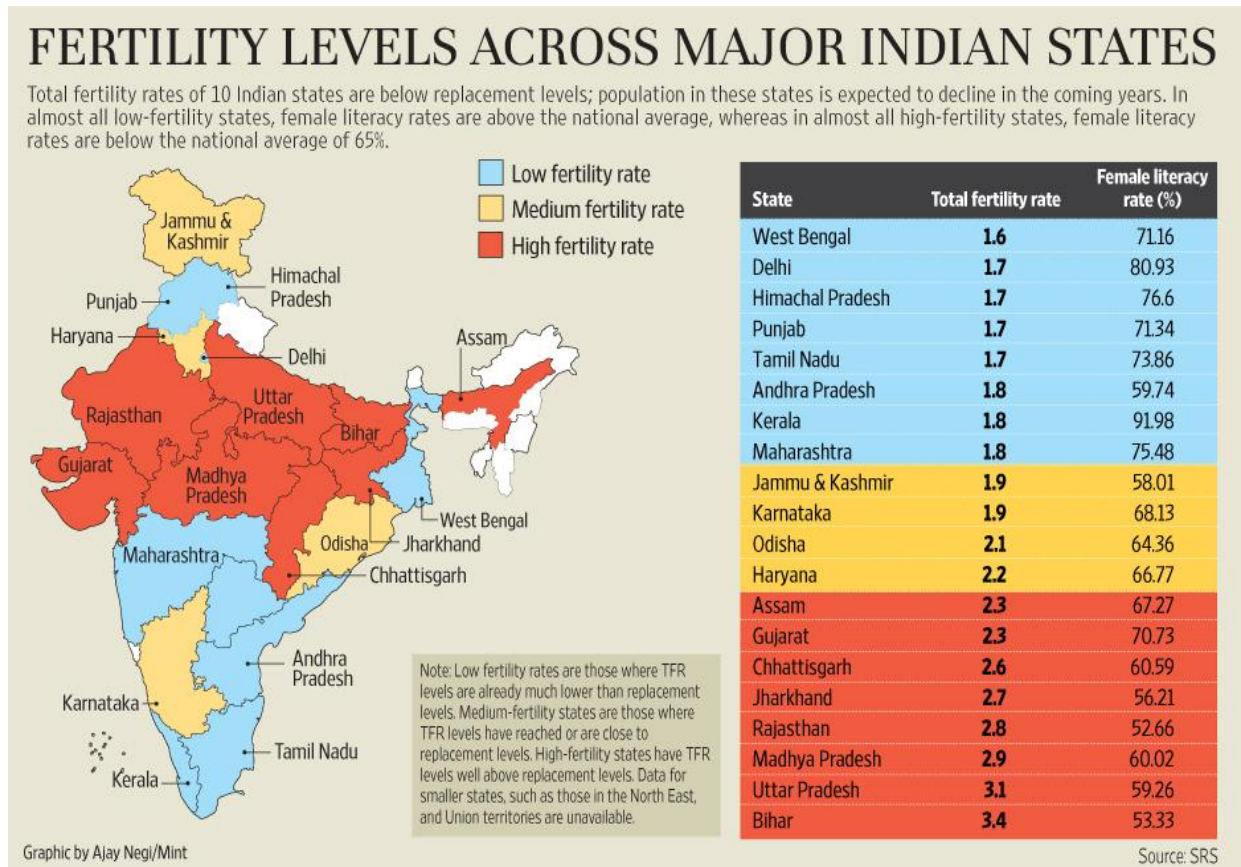 FERTILITY LEVELS ACROSS MAJOR INDIAN STATES
Total fertility rates of 10 Indian states are below replacement levels; population in these states is expected to decline in the coming years. In
almost all low-fertility states, female literacy rates are above the national average, whereas in almost all high-fertility states, female literacy
rates are below the national average of 65%.
Low fertility rate
Medium fertility rate
High fertility rate
Jammu &
Kashmir
Himachal
Pradesh
Punjab
Haryana
Delhi
Assam
Rajasthan
Uttar
Pradesh
Bihar
Gujarat
Madhya
Pradesh
West Bengal
Odisha
Jharkhand
Maharashtra
Chhattisgarh
Andhra
Pradesh
Karnataka
Tamil Nadu
Kerala
Note: Low fertility rates are those where TFR
levels are already much lower than replacement
levels. Medium-fertility states are those where
TFR levels have reached or are close to
replacement levels. High-fertility states have TFR
levels well above replacement levels. Data for
smaller states, such as those in the North East,
and Union territories are unavailable.
State Total fertility rate Female literacy
rate (%)
West Bengal 1.6 71.16
Delhi 1.7 80.93
Himachal Pradesh 1.7 76.6
Punjab 1.7 71.34
Tamil Nadu 1.7 73.86
Andhra Pradesh 1.8 59.74
Kerala 1.8 91.98
Maharashtra 1.8 75.48
Jammu & Kashmir 1.9 58.01
Karnataka 1.9 68.13
Odisha 2.1 64.36
Haryana 2.2 66.77
Assam 2.3 67.27
Gujarat 2.3 70.73
Chhattisgarh 2.6 60.59
Jharkhand 2.7 56.21
Rajasthan 2.8 52.66
Madhya Pradesh 2.9 60.02
Uttar Pradesh 3.1 59.26
Bihar 3.4 53.33
Graphic by Ajay Negi/Mint
Source: SRS